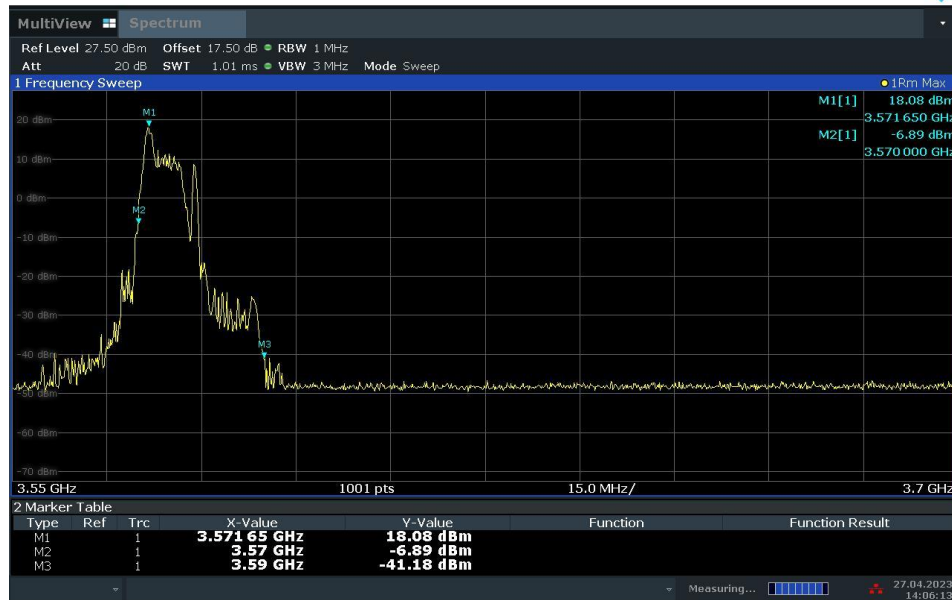 MultiView Spectrum
Ref Level 27.50 dBm Offset 17.50 dB RBW 1 MHz
Att 20 dB SWT 1.01 ms VBW 3 MHz Mode Sweep
1 Frequency Sweep 1Rm Max
M1[1] 18.08 dBm
3.571 650 GHz
M2[1] -6.89 dBm
3.570 000 GHz
M1
20 dBm
10 dBm
0 dBm
M2
-10 dBm
-20 dBm
-30 dBm
M3
-40 dBm
-50 dBm
-60 dBm
-70 dBm
3.55 GHz 1001 pts 15.0 MHz/ 3.7 GHz
2 Marker Table
Type Ref Trc X-Value Y-Value Function Function Result
M1 1 3.571 65 GHz 18.08 dBm
M2 1 3.57 GHz -6.89 dBm
M3 1 3.59 GHz -41.18 dBm
Measuring... 27.04.2023
14:06:13